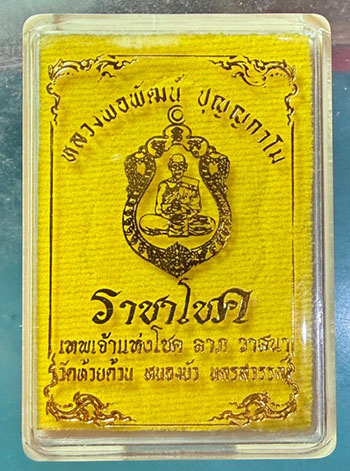 หลวงพ่อพัฒน์ ปุญญกาโม
ราชาโชค
เทพเจ้าแห่งโชค ลาภ วาสนา
วัดห้วยด้วน หนองบัว นครสวรรค์